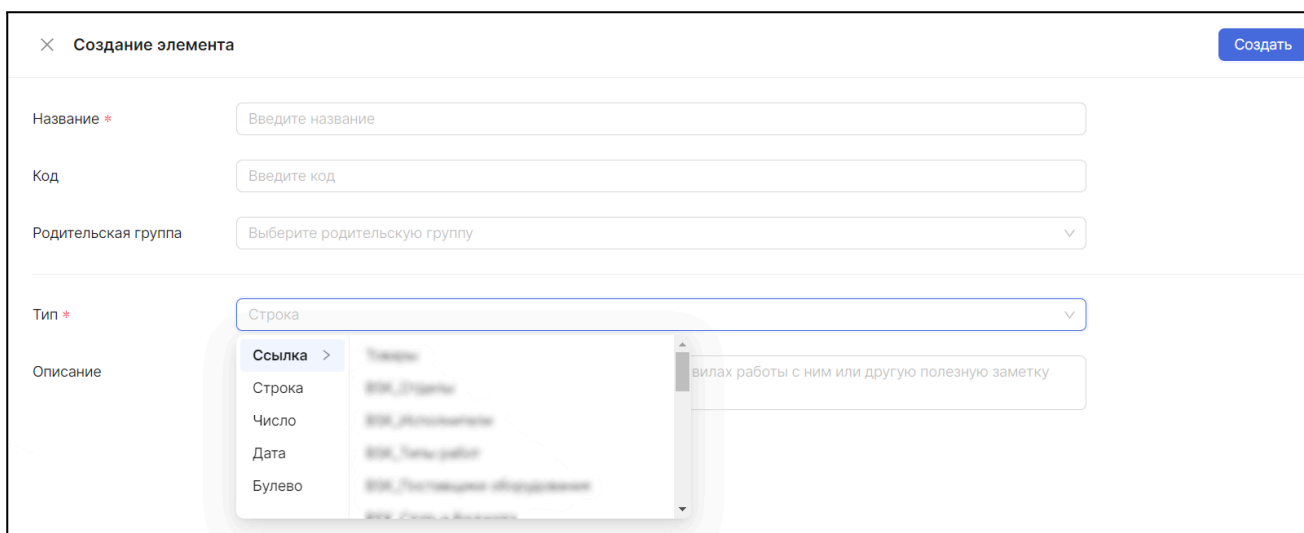 Создание элемента
Создать
Название *
Введите название
Код
Введите код
Родительская группа
Выберите родительскую группу
Тип *
Строка
Ссылка >
Описание
вилах работы с ним или другую полезную заметку
Строка
Число
Дата
Булево